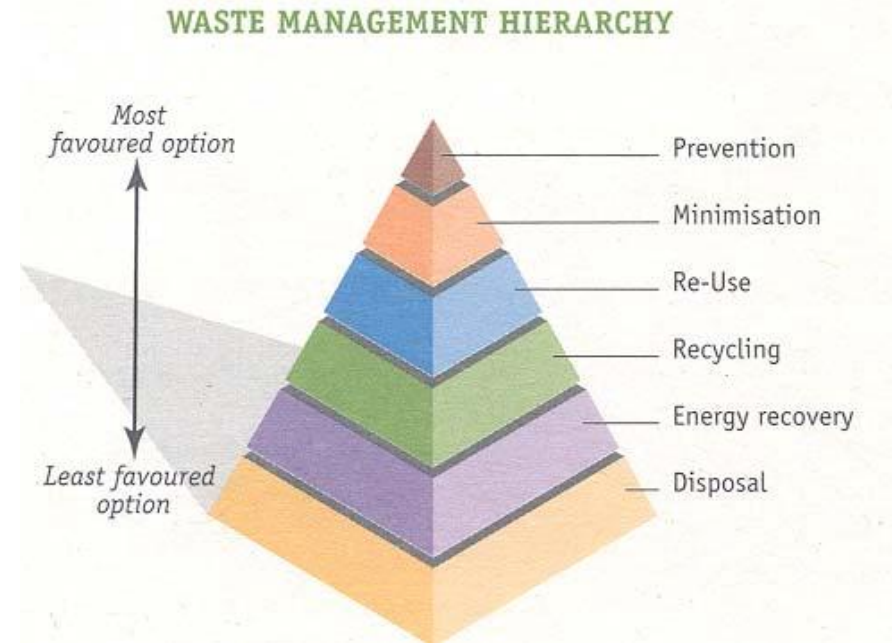 WASTE MANAGEMENT HIERARCHY
Most
favoured option
Prevention
Minimisation
Re-Use
Recycling
Energy recovery
Disposal
Least favoured
option